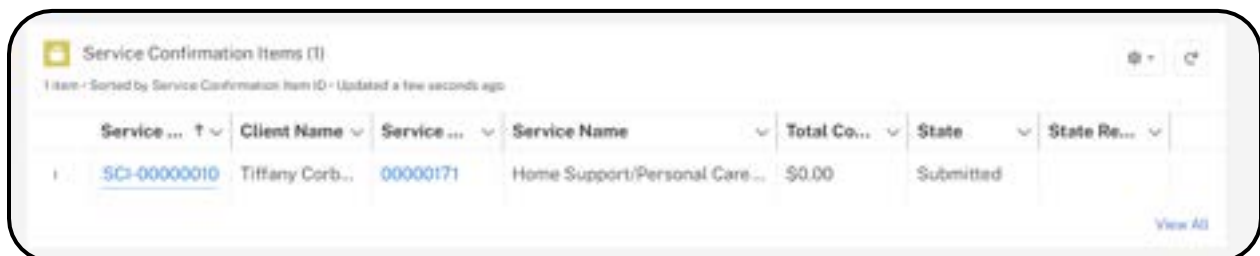 Service Confirmation Items (1)
1 item • Sorted by Service Confirmation Item ID • Updated a few seconds ago
Service ... Client Name Service ... Service Name Total Co... State State Re...
1 SCI-00000010 Tiffany Corb... 00000171 Home Support/Personal Care... $0.00 Submitted
View All